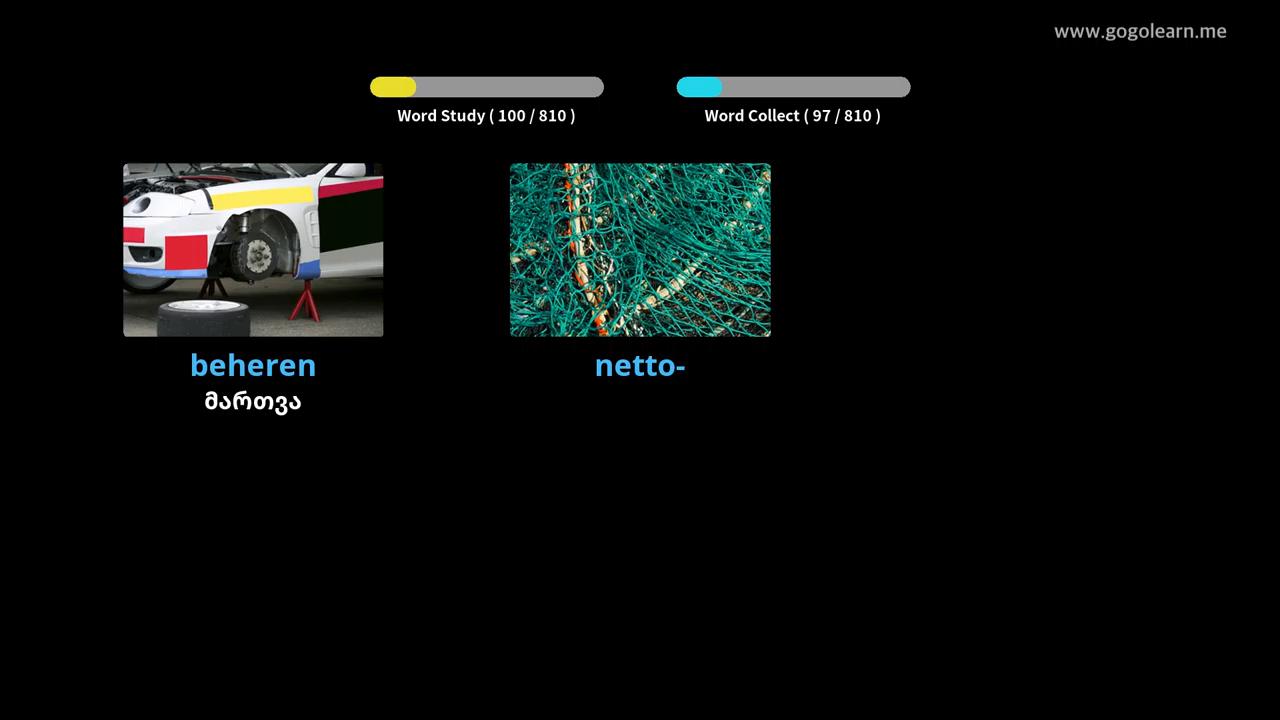 www.gogolearn.me
Word Study ( 100 / 810 )
Word Collect ( 97 / 810 )
beheren
მართვა
netto-